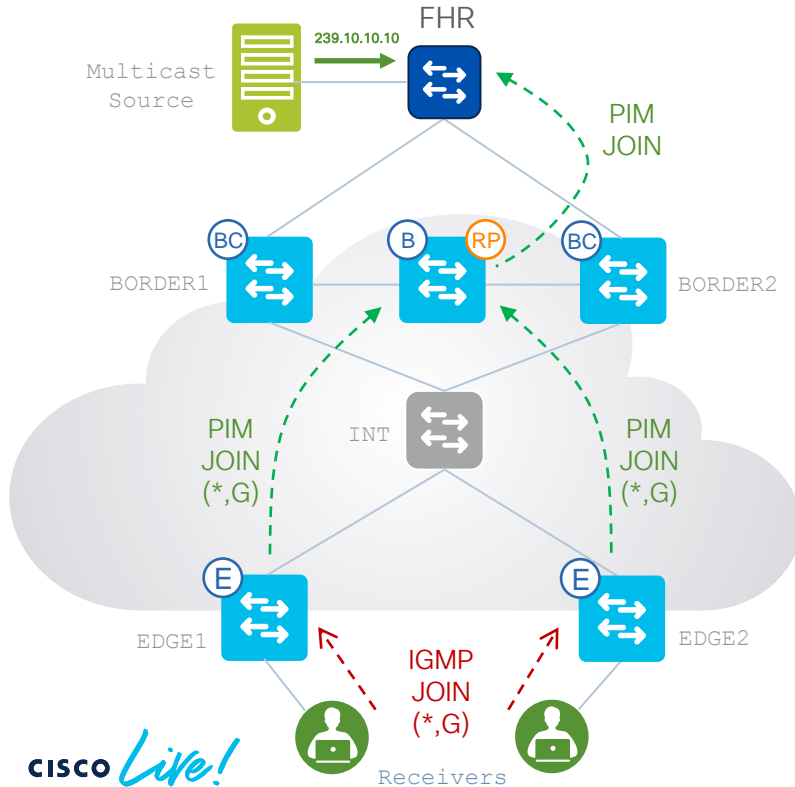 FHR
239.10.10.10
Multicast
Source
PIM
JOIN
BC
B
RP
BC
BORDER1
BORDER2
PIM
JOIN
(*,G)
INT
PIM
JOIN
(*,G)
E
E
EDGE1
EDGE2
IGMP
JOIN
(*,G)
CISCO Live!
Receivers